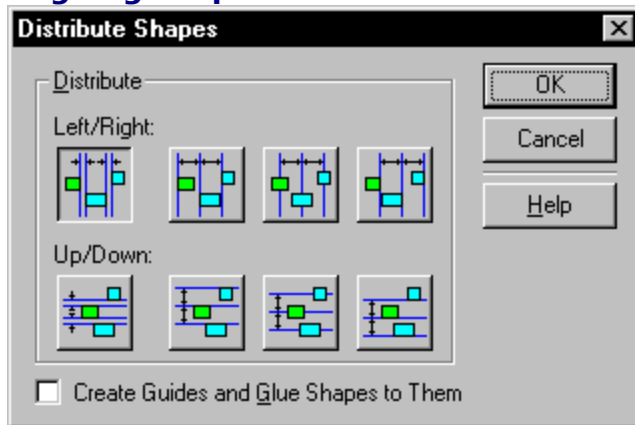 Distribute Shapes
Distribute
Left/Right:
Up/Down:
OK
Cancel
Help
Create Guides and Glue Shapes to Them